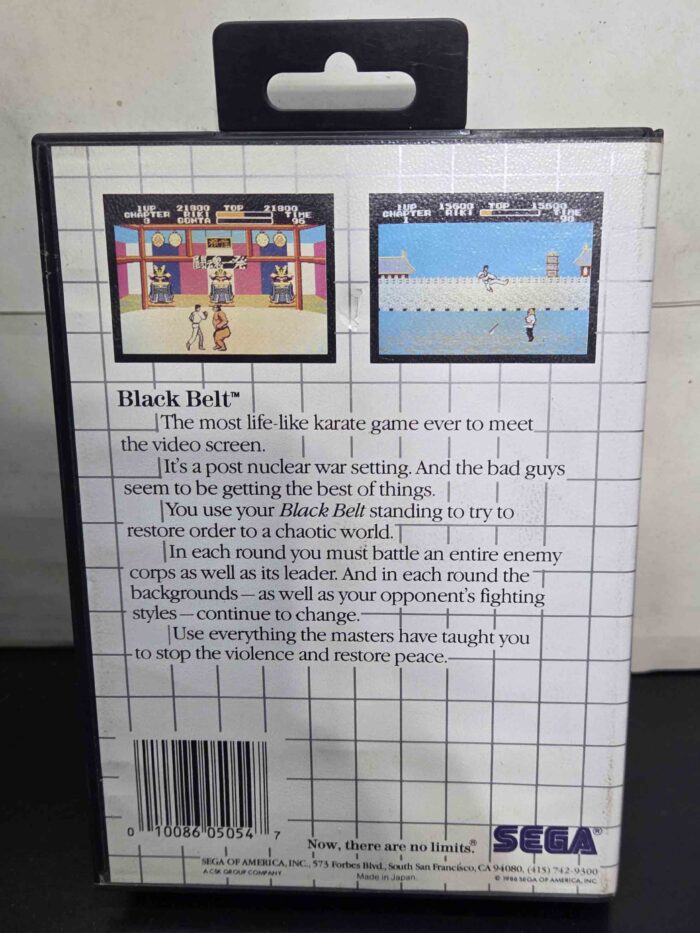 1UP 21900 TOP 21900
CHAPTER RIKI TIME
3 GONTA 96
1UP 15600 TOP 15600
CHAPTER RIKI TIME
1 98
Black Belt™
The most life-like karate game ever to meet
the video screen.
It's a post nuclear war setting. And the bad guys
seem to be getting the best of things.
You use your Black Belt standing to try to
restore order to a chaotic world.
In each round you must battle an entire enemy
corps as well as its leader. And in each round the
backgrounds—as well as your opponent's fighting
styles—continue to change.
Use everything the masters have taught you
to stop the violence and restore peace.
0 10086 05054 7
Now, there are no limits.®
SEGA®
SEGA OF AMERICA, INC., 573 Forbes Blvd., South San Francisco, CA 94080. (415) 742-9300
A CSK GROUP COMPANY
Made in Japan.
© 1986 SEGA OF AMERICA, INC.